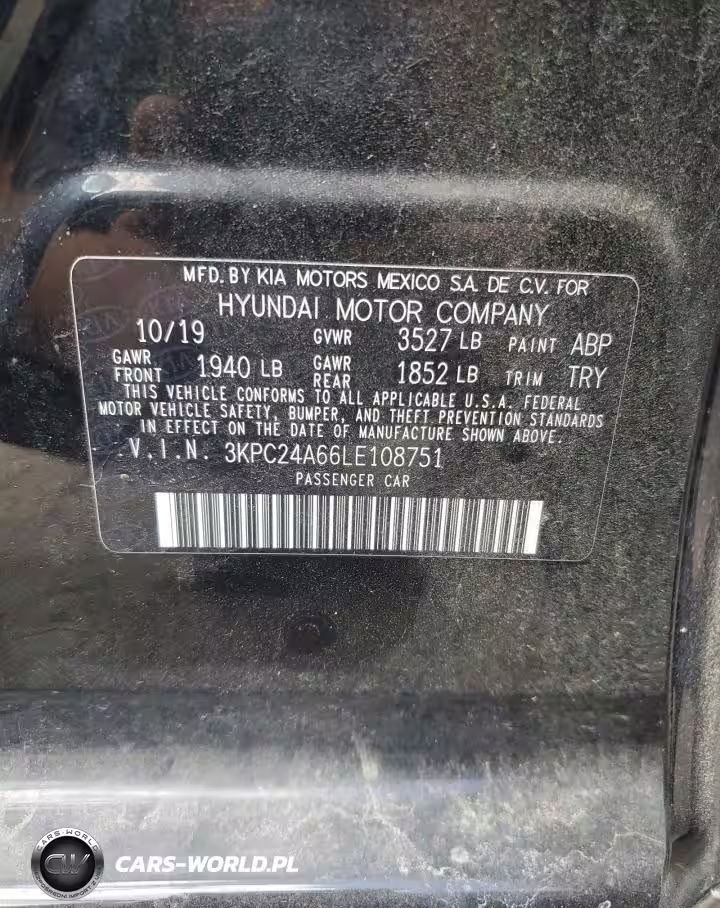 MFD. BY KIA MOTORS MEXICO S.A. DE C.V. FOR
HYUNDAI MOTOR COMPANY
10/19 GVWR 3527 LB PAINT ABP
GAWR FRONT 1940 LB GAWR REAR 1852 LB TRIM TRY
THIS VEHICLE CONFORMS TO ALL APPLICABLE U.S.A. FEDERAL
MOTOR VEHICLE SAFETY, BUMPER, AND THEFT PREVENTION STANDARDS
IN EFFECT ON THE DATE OF MANUFACTURE SHOWN ABOVE.
V.I.N. 3KPC24A66LE108751
PASSENGER CAR
CARS-WORLD
CW
CARS-WORLD.PL